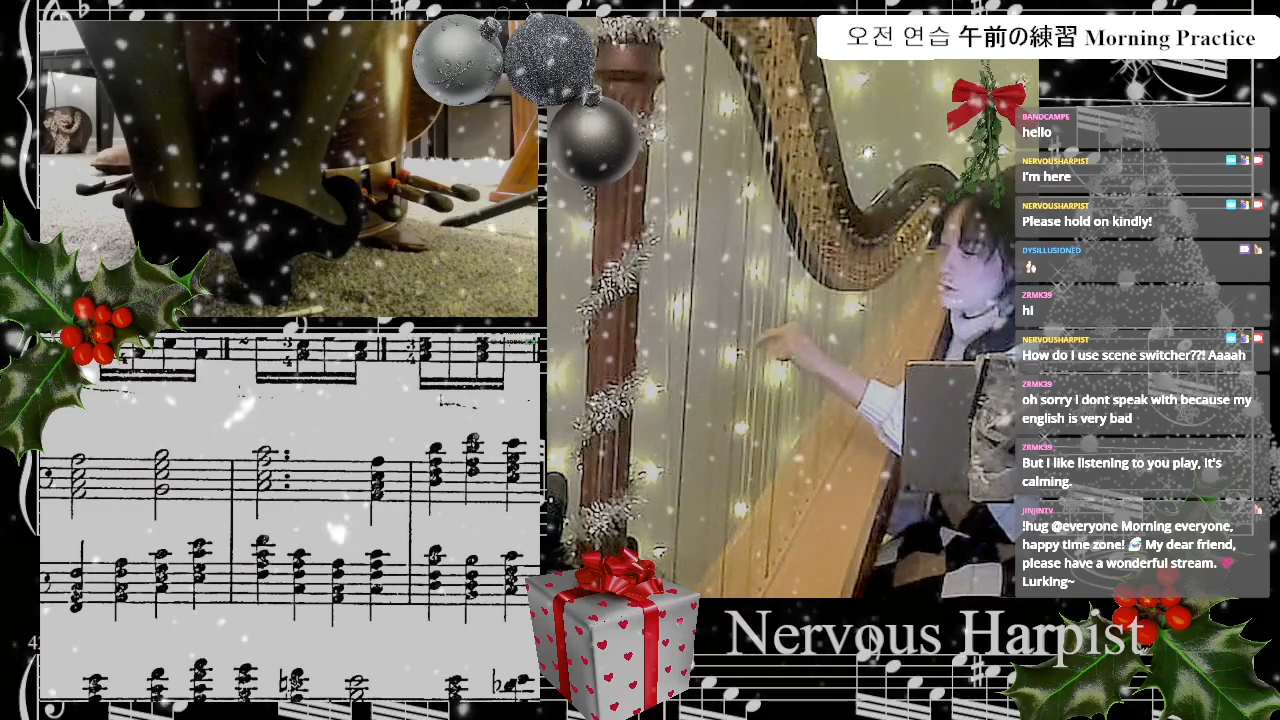 오전 연습 午前の練習 Morning Practice
BANDCAMPE
hello
NERVOUSHARPIST
I'm here
NERVOUSHARPIST
Please hold on kindly!
DYSILLUSIONED
ZRMK39
hi
NERVOUSHARPIST
How do I use scene switcher??! Aaaah
ZRMK39
oh sorry I dont speak with because my
english is very bad
ZRMK39
But I like listening to you play, it's
calming.
JINJINTV
!hug @everyone Morning everyone,
happy time zone! My dear friend,
please have a wonderful stream.
Lurking~
Nervous Harpist